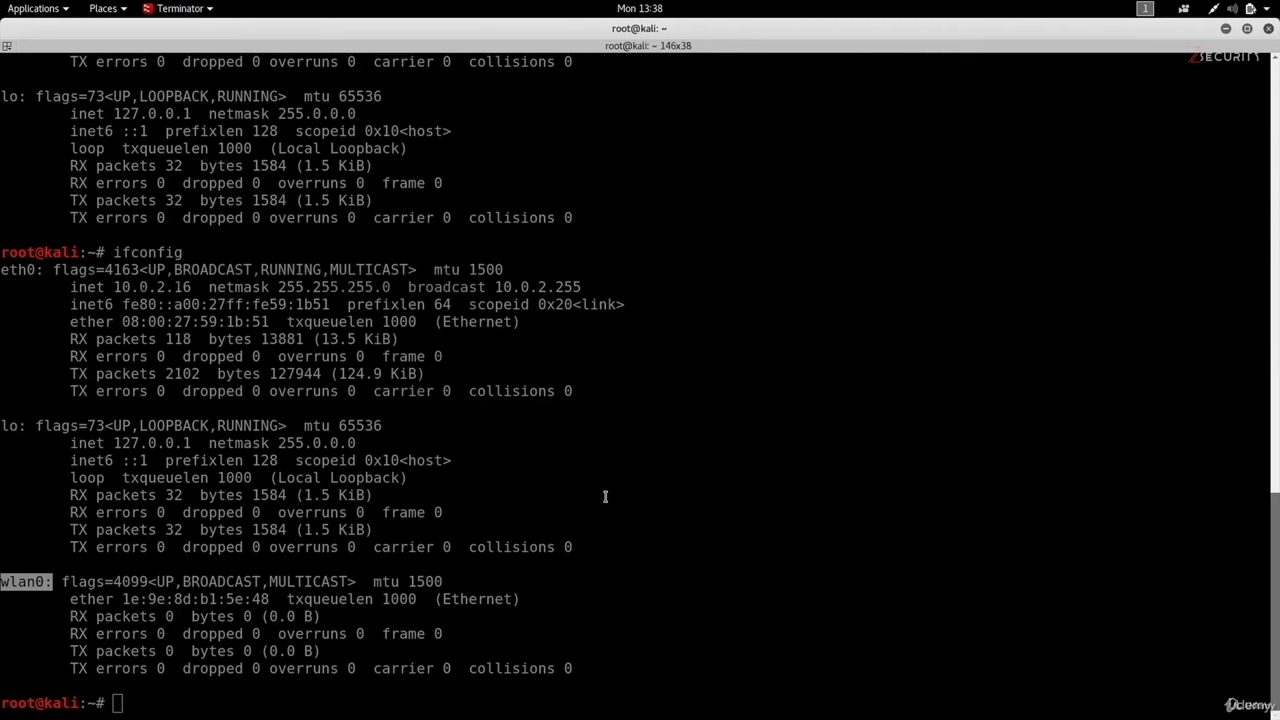 Applications Places Terminator Mon 13:38 1
root@kali: ~
root@kali: ~ 146x38
ZSECURITY
TX errors 0 dropped 0 overruns 0 carrier 0 collisions 0
lo: flags=73<UP,LOOPBACK,RUNNING> mtu 65536
inet 127.0.0.1 netmask 255.0.0.0
inet6 ::1 prefixlen 128 scopeid 0x10<host>
loop txqueuelen 1000 (Local Loopback)
RX packets 32 bytes 1584 (1.5 KiB)
RX errors 0 dropped 0 overruns 0 frame 0
TX packets 32 bytes 1584 (1.5 KiB)
TX errors 0 dropped 0 overruns 0 carrier 0 collisions 0
root@kali:~# ifconfig
eth0: flags=4163<UP,BROADCAST,RUNNING,MULTICAST> mtu 1500
inet 10.0.2.16 netmask 255.255.255.0 broadcast 10.0.2.255
inet6 fe80::a00:27ff:fe59:1b51 prefixlen 64 scopeid 0x20<link>
ether 08:00:27:59:1b:51 txqueuelen 1000 (Ethernet)
RX packets 118 bytes 13881 (13.5 KiB)
RX errors 0 dropped 0 overruns 0 frame 0
TX packets 2102 bytes 127944 (124.9 KiB)
TX errors 0 dropped 0 overruns 0 carrier 0 collisions 0
lo: flags=73<UP,LOOPBACK,RUNNING> mtu 65536
inet 127.0.0.1 netmask 255.0.0.0
inet6 ::1 prefixlen 128 scopeid 0x10<host>
loop txqueuelen 1000 (Local Loopback)
RX packets 32 bytes 1584 (1.5 KiB)
RX errors 0 dropped 0 overruns 0 frame 0
TX packets 32 bytes 1584 (1.5 KiB)
TX errors 0 dropped 0 overruns 0 carrier 0 collisions 0
wlan0: flags=4099<UP,BROADCAST,MULTICAST> mtu 1500
ether 1e:9e:8d:b1:5e:48 txqueuelen 1000 (Ethernet)
RX packets 0 bytes 0 (0.0 B)
RX errors 0 dropped 0 overruns 0 frame 0
TX packets 0 bytes 0 (0.0 B)
TX errors 0 dropped 0 overruns 0 carrier 0 collisions 0
root@kali:~#
Udemy